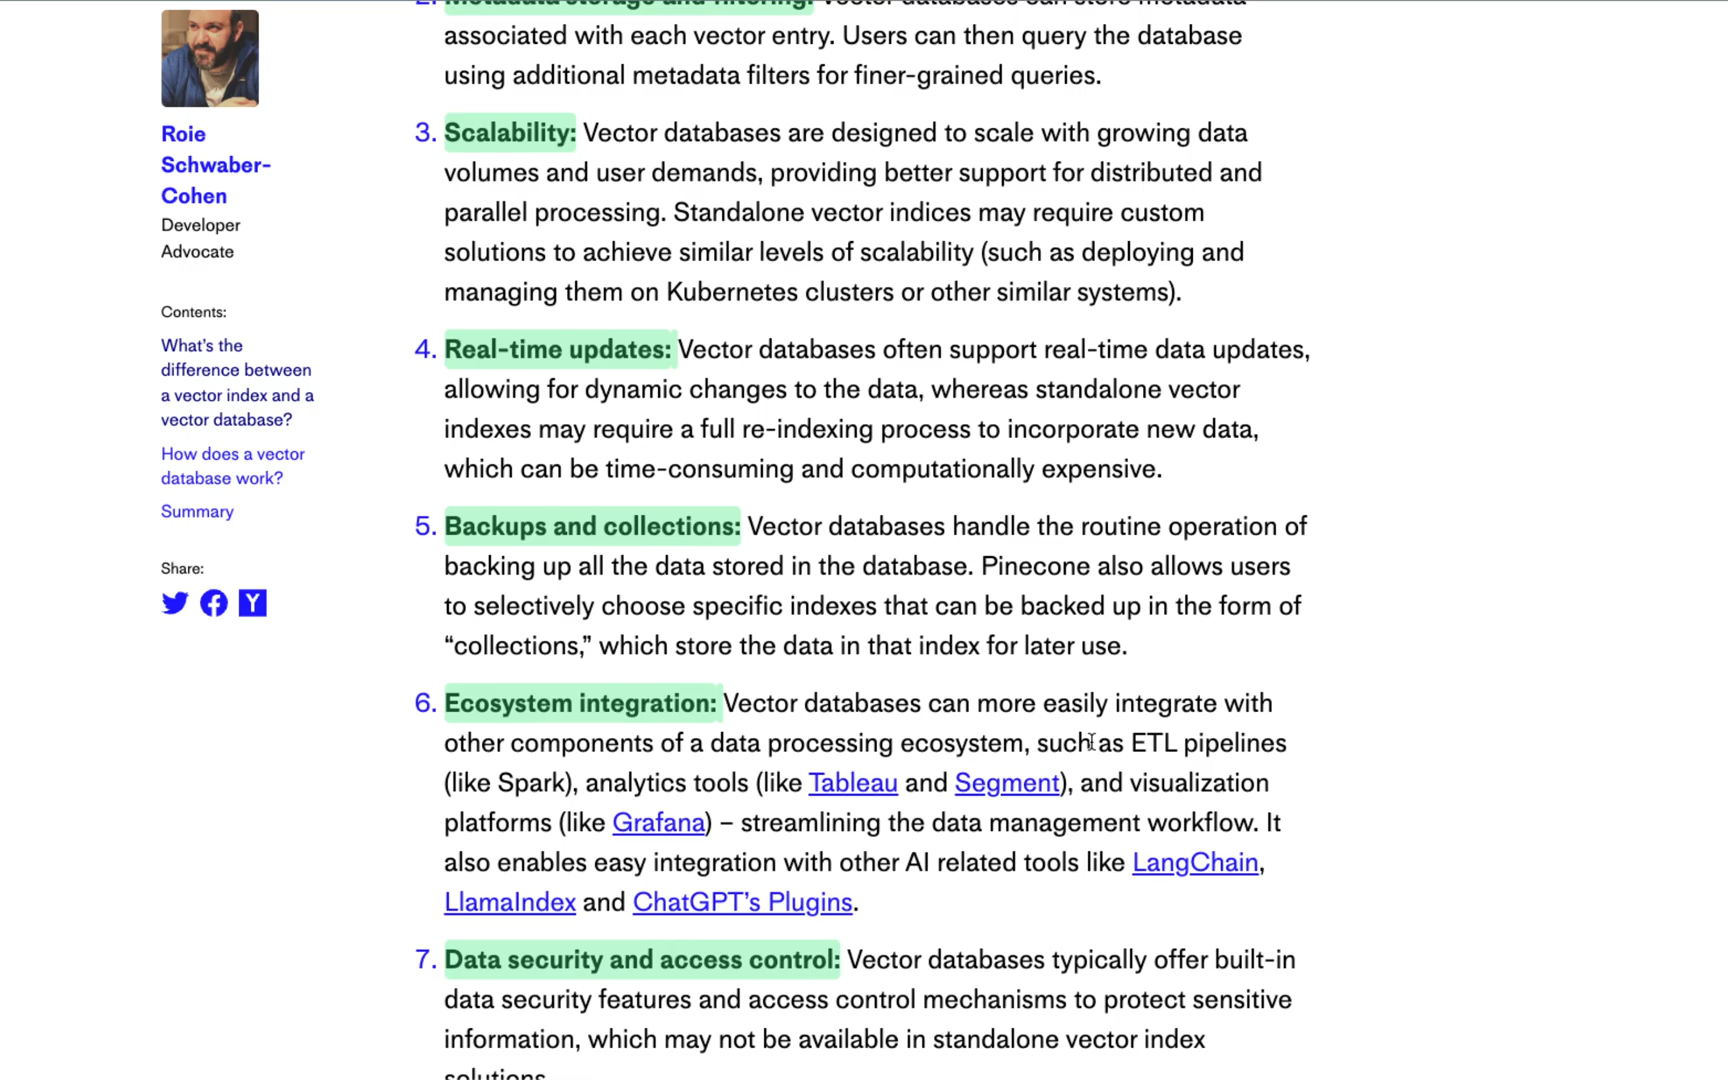 Roie
Schwaber-
Cohen
Developer
Advocate
Contents:
What’s the
difference between
a vector index and a
vector database?
How does a vector
database work?
Summary
Share:
2. Metadata storage and filtering: Vector databases can store metadata
associated with each vector entry. Users can then query the database
using additional metadata filters for finer-grained queries.
3. Scalability: Vector databases are designed to scale with growing data
volumes and user demands, providing better support for distributed and
parallel processing. Standalone vector indices may require custom
solutions to achieve similar levels of scalability (such as deploying and
managing them on Kubernetes clusters or other similar systems).
4. Real-time updates: Vector databases often support real-time data updates,
allowing for dynamic changes to the data, whereas standalone vector
indexes may require a full re-indexing process to incorporate new data,
which can be time-consuming and computationally expensive.
5. Backups and collections: Vector databases handle the routine operation of
backing up all the data stored in the database. Pinecone also allows users
to selectively choose specific indexes that can be backed up in the form of
“collections,” which store the data in that index for later use.
6. Ecosystem integration: Vector databases can more easily integrate with
other components of a data processing ecosystem, such as ETL pipelines
(like Spark), analytics tools (like Tableau and Segment), and visualization
platforms (like Grafana) – streamlining the data management workflow. It
also enables easy integration with other AI related tools like LangChain,
LlamaIndex and ChatGPT’s Plugins.
7. Data security and access control: Vector databases typically offer built-in
data security features and access control mechanisms to protect sensitive
information, which may not be available in standalone vector index
solutions.